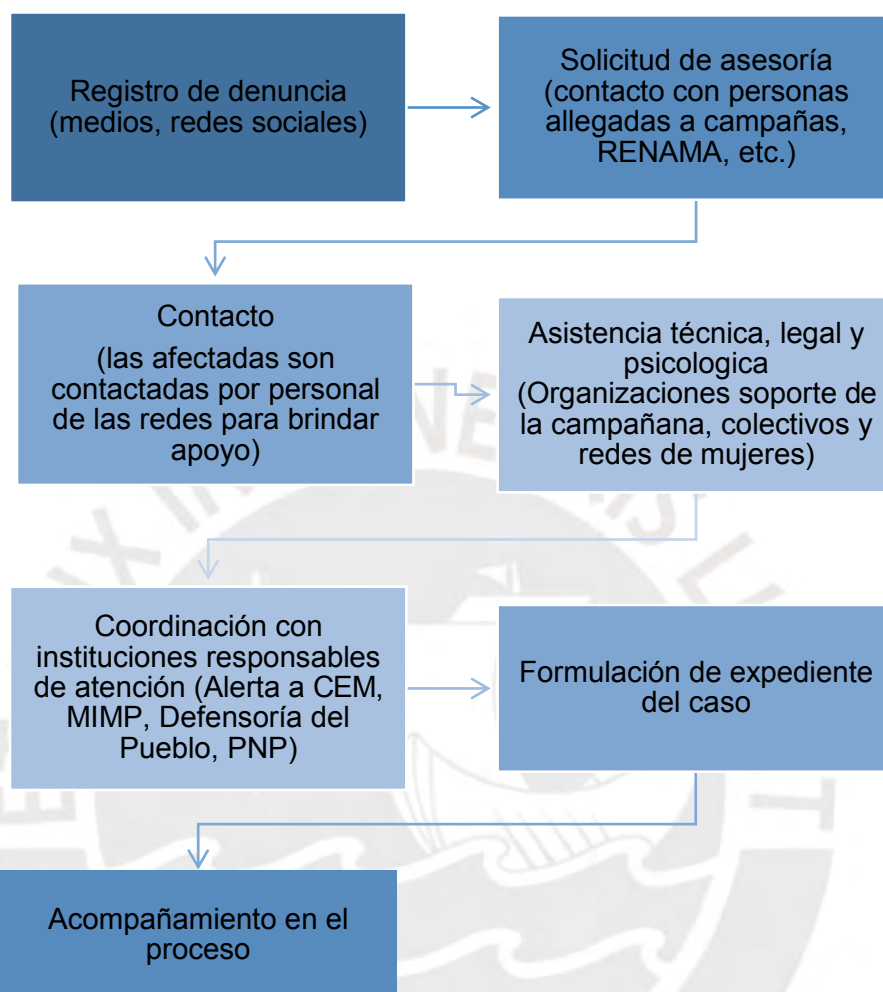 Registro de denuncia
(medios, redes sociales)
Solicitud de asesoría
(contacto con personas
allegadas a campañas,
RENAMA, etc.)
Contacto
(las afectadas son
contactadas por personal
de las redes para brindar
apoyo)
Asistencia técnica, legal y
psicologica
(Organizaciones soporte de
la campañana, colectivos y
redes de mujeres)
Coordinación con
instituciones responsables
de atención (Alerta a CEM,
MIMP, Defensoría del
Pueblo, PNP)
Formulación de expediente
del caso
Acompañamiento en el
proceso